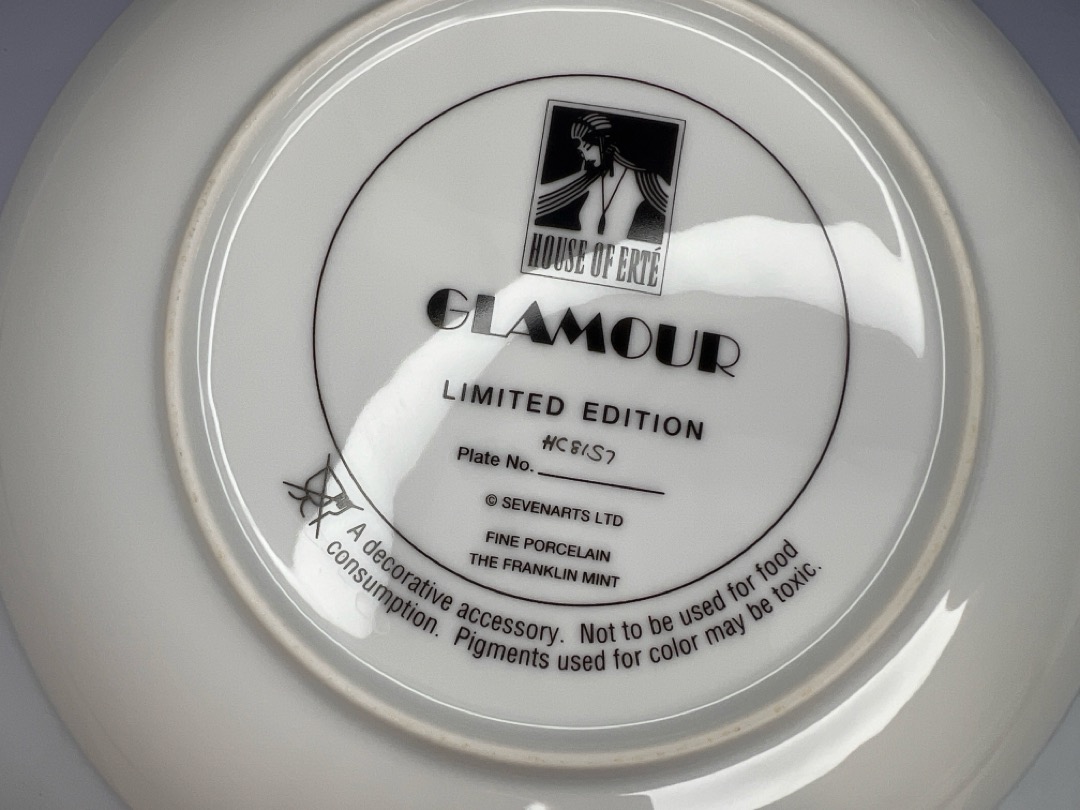 HOUSE OF ERTÉ
GLAMOUR
LIMITED EDITION
HC8157
Plate No.
© SEVENARTS LTD
FINE PORCELAIN
THE FRANKLIN MINT
A decorative accessory. Not to be used for food
consumption. Pigments used for color may be toxic.